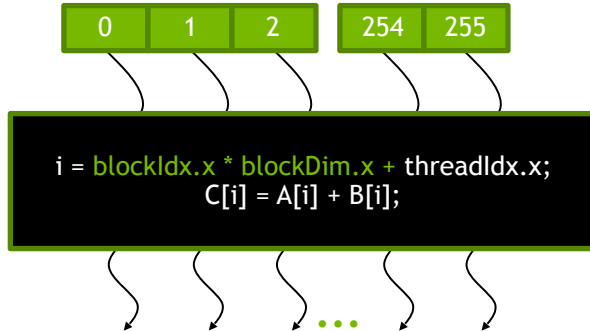 0 1 2 254 255
i = blockIdx.x * blockDim.x + threadIdx.x;
C[i] = A[i] + B[i];
...